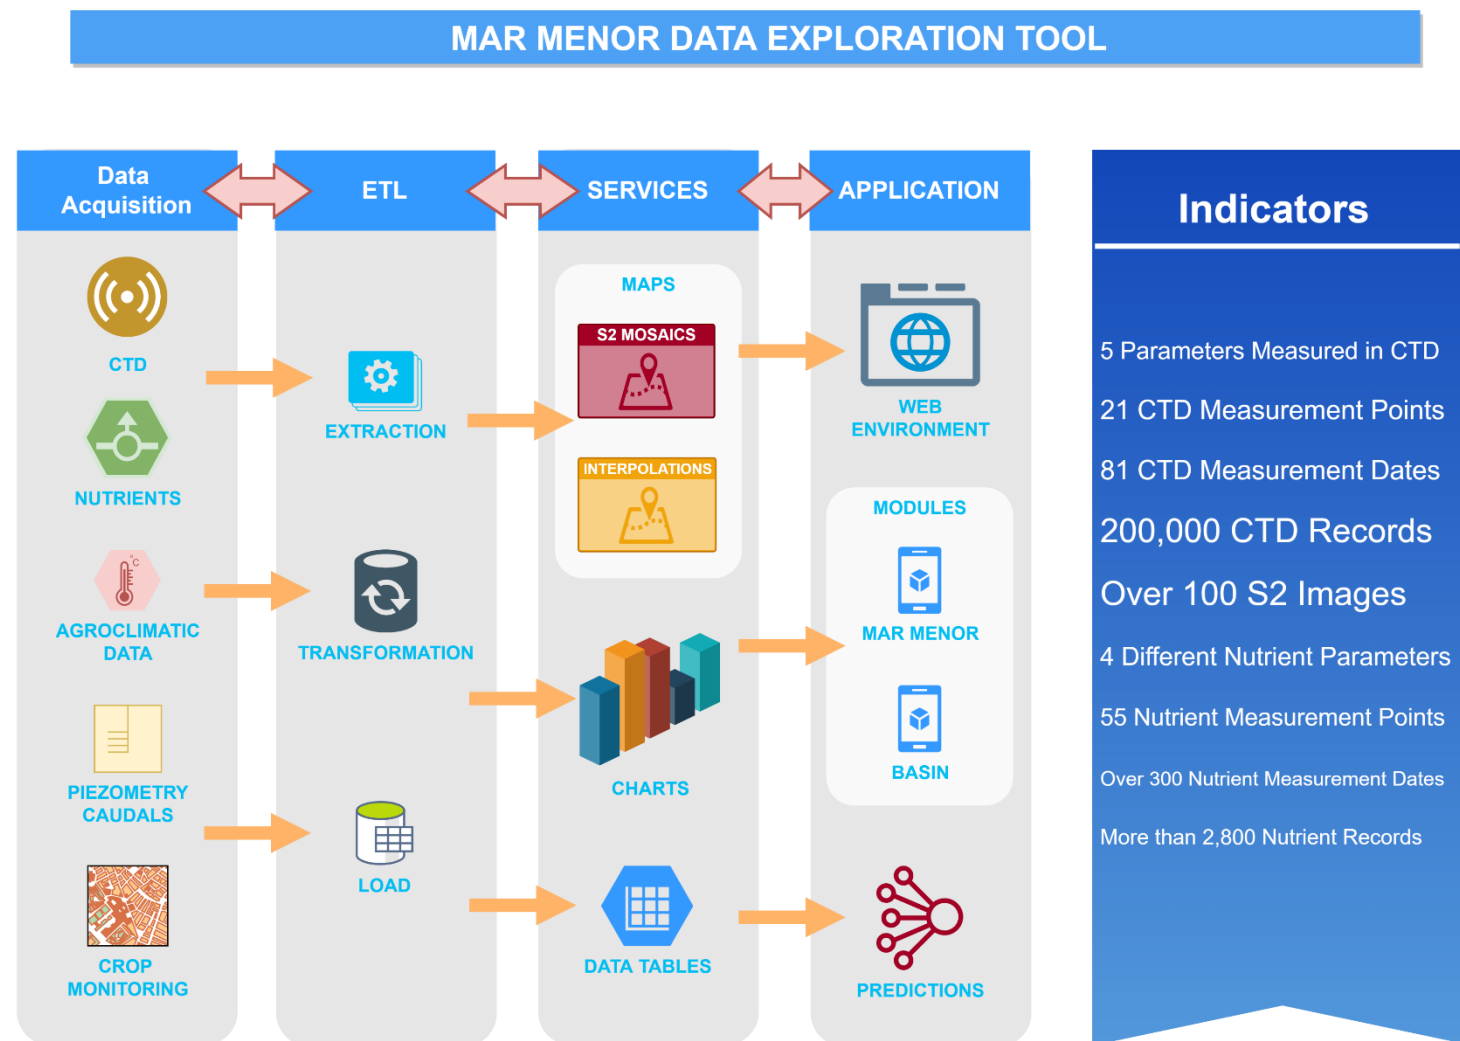 MAR MENOR DATA EXPLORATION TOOL
Data
Acquisition
CTD
NUTRIENTS
°C
AGROCLIMATIC
DATA
PIEZOMETRY
CAUDALS
CROP
MONITORING
ETL
EXTRACTION
TRANSFORMATION
LOAD
SERVICES
MAPS
S2 MOSAICS
INTERPOLATIONS
CHARTS
DATA TABLES
APPLICATION
WEB
ENVIRONMENT
MODULES
MAR MENOR
BASIN
PREDICTIONS
Indicators
5 Parameters Measured in CTD
21 CTD Measurement Points
81 CTD Measurement Dates
200,000 CTD Records
Over 100 S2 Images
4 Different Nutrient Parameters
55 Nutrient Measurement Points
Over 300 Nutrient Measurement Dates
More than 2,800 Nutrient Records